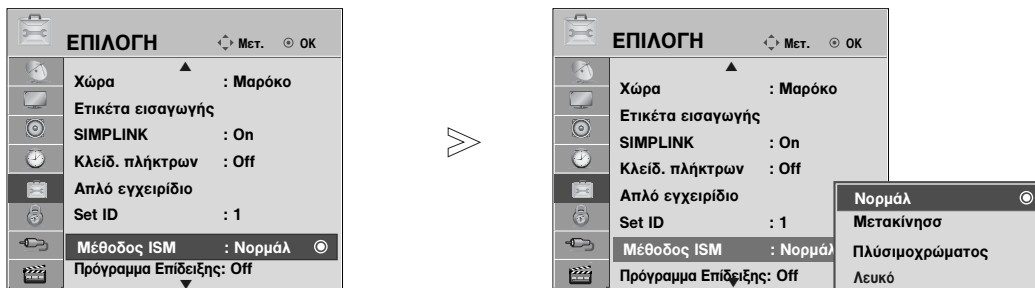 ΕΠΙΛΟΓΗ Μετ. OK
Χώρα : Μαρόκο
Ετικέτα εισαγωγής
SIMPLINK : On
Κλείδ. πλήκτρων : Off
Απλό εγχειρίδιο
Set ID : 1
Μέθοδος ISM : Νορμάλ
Πρόγραμμα Επίδειξης: Off
ΕΠΙΛΟΓΗ Μετ. OK
Χώρα : Μαρόκο
Ετικέτα εισαγωγής
SIMPLINK : On
Κλείδ. πλήκτρων : Off
Απλό εγχειρίδιο
Set ID : 1
Μέθοδος ISM : Νορμάλ
Πρόγραμμα Επίδειξης: Off
Νορμάλ
Μετακίνησσ
Πλύσιμοχρώματος
Λευκό